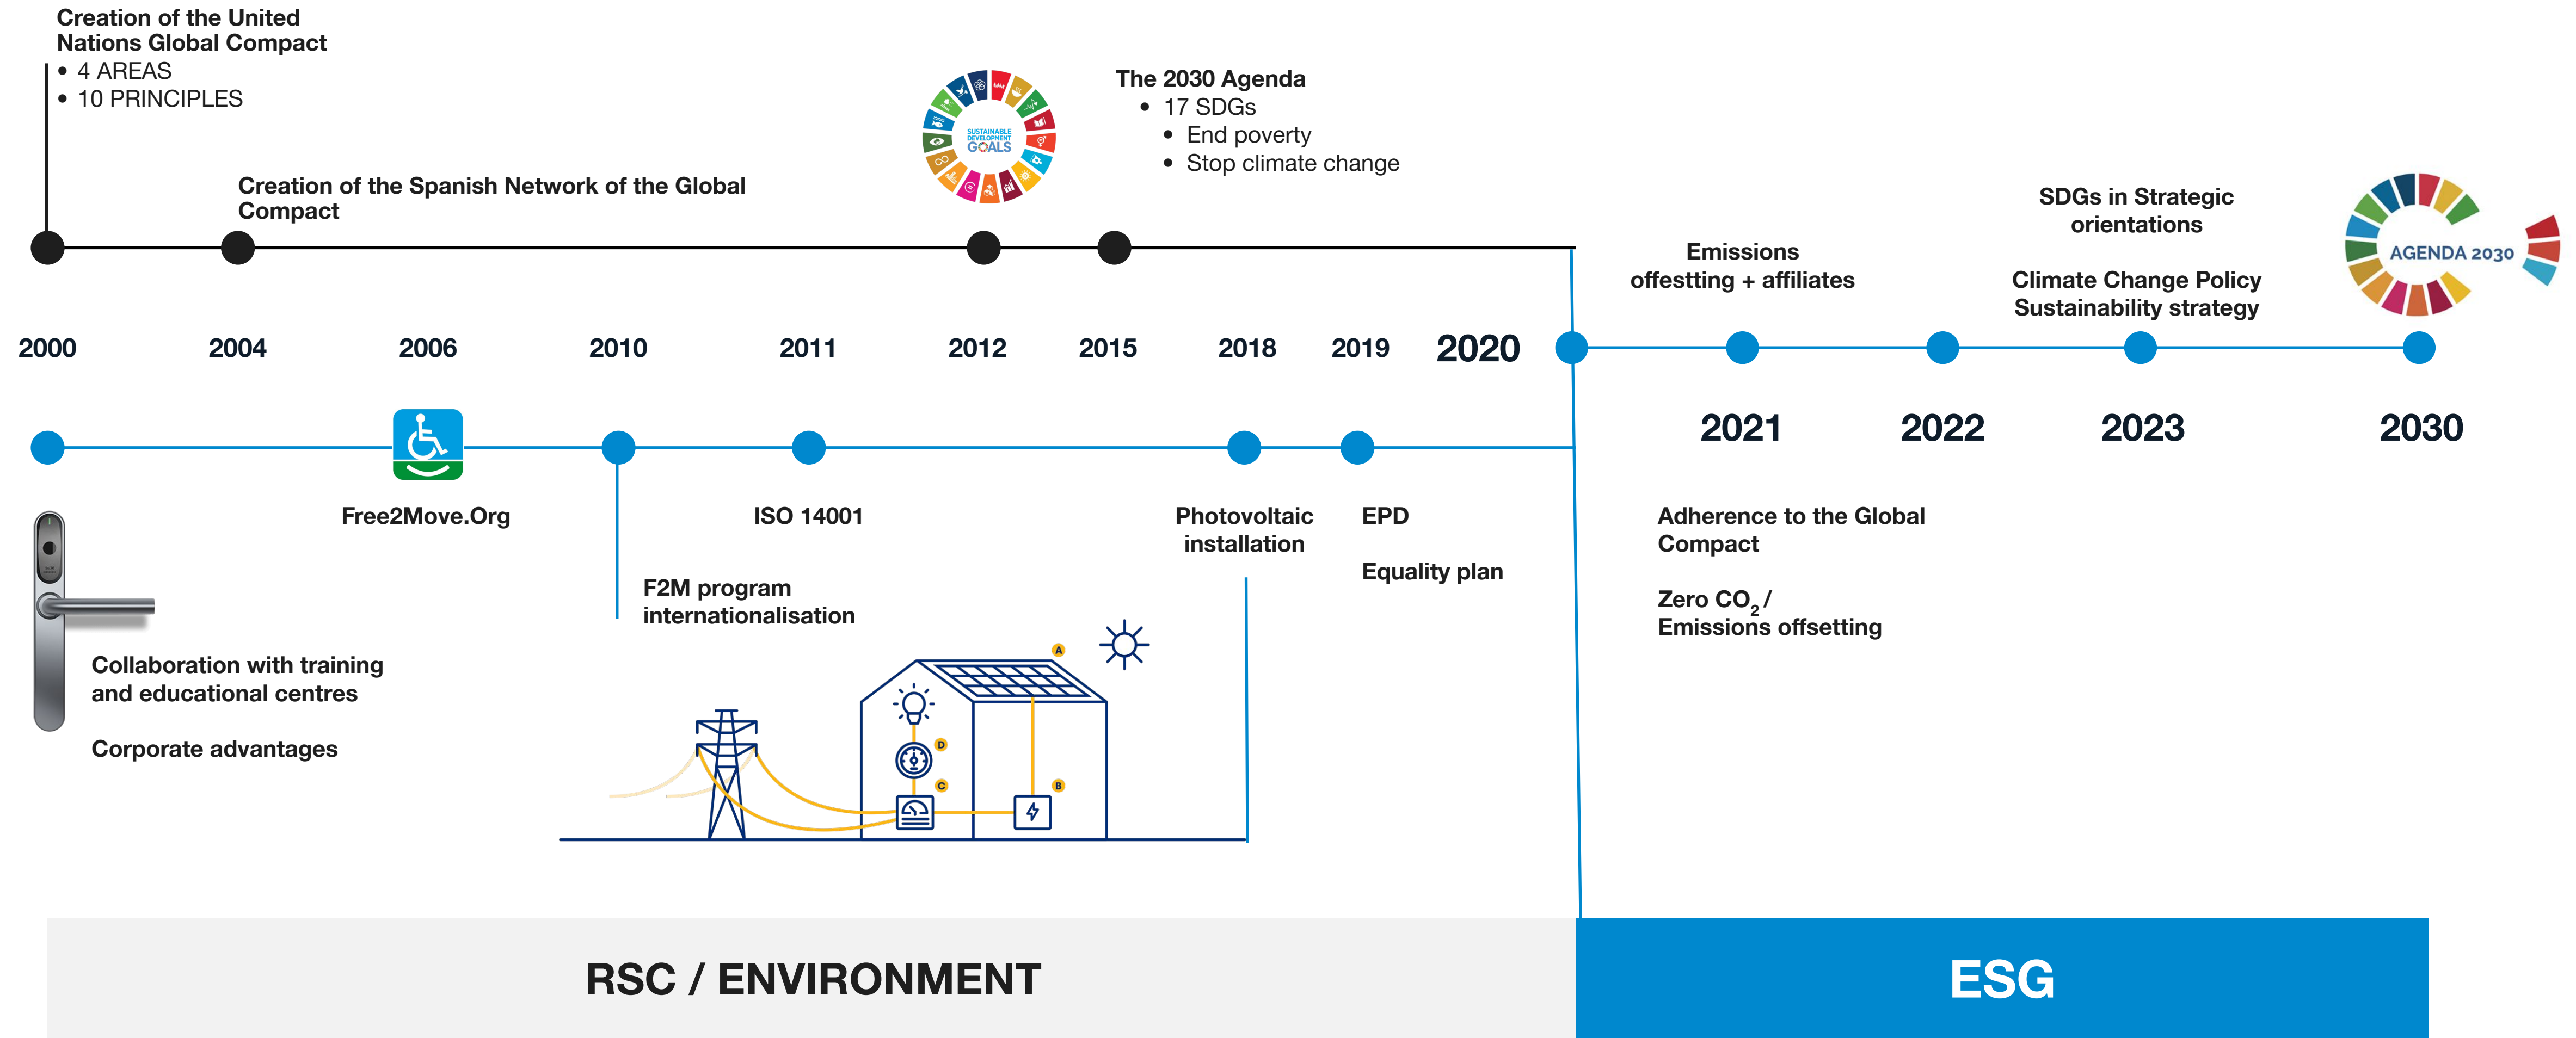 Creation of the United
Nations Global Compact
• 4 AREAS
• 10 PRINCIPLES
Creation of the Spanish Network of the Global
Compact
SUSTAINABLE
DEVELOPMENT
GOALS
The 2030 Agenda
• 17 SDGs
• End poverty
• Stop climate change
Emissions
offestting + affiliates
SDGs in Strategic
orientations
Climate Change Policy
Sustainability strategy
AGENDA 2030
2000
2004
2006
2010
2011
2012
2015
2018
2019
2020
2021
2022
2023
2030
Free2Move.Org
ISO 14001
Photovoltaic
installation
EPD
Equality plan
F2M program
internationalisation
Adherence to the Global
Compact
Zero CO₂ /
Emissions offsetting
Collaboration with training
and educational centres
Corporate advantages
A
D
C
B
RSC / ENVIRONMENT
ESG